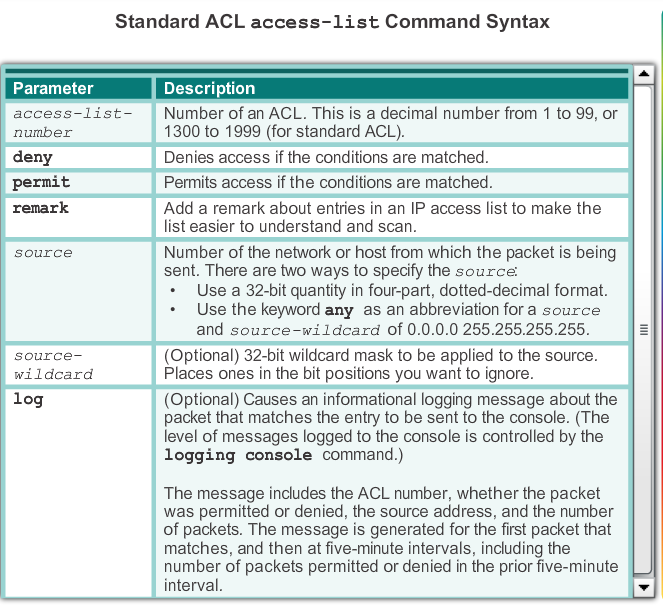 Standard ACL access-list Command Syntax
Parameter Description
access-list-
number
Number of an ACL. This is a decimal number from 1 to 99, or
1300 to 1999 (for standard ACL).
deny Denies access if the conditions are matched.
permit Permits access if the conditions are matched.
remark Add a remark about entries in an IP access list to make the
list easier to understand and scan.
source Number of the network or host from which the packet is being
sent. There are two ways to specify the source:
• Use a 32-bit quantity in four-part, dotted-decimal format.
• Use the keyword any as an abbreviation for a source
and source-wildcard of 0.0.0.0 255.255.255.255.
source-
wildcard
(Optional) 32-bit wildcard mask to be applied to the source.
Places ones in the bit positions you want to ignore.
log (Optional) Causes an informational logging message about the
packet that matches the entry to be sent to the console. (The
level of messages logged to the console is controlled by the
logging console command.)
The message includes the ACL number, whether the packet
was permitted or denied, the source address, and the number
of packets. The message is generated for the first packet that
matches, and then at five-minute intervals, including the
number of packets permitted or denied in the prior five-minute
interval.